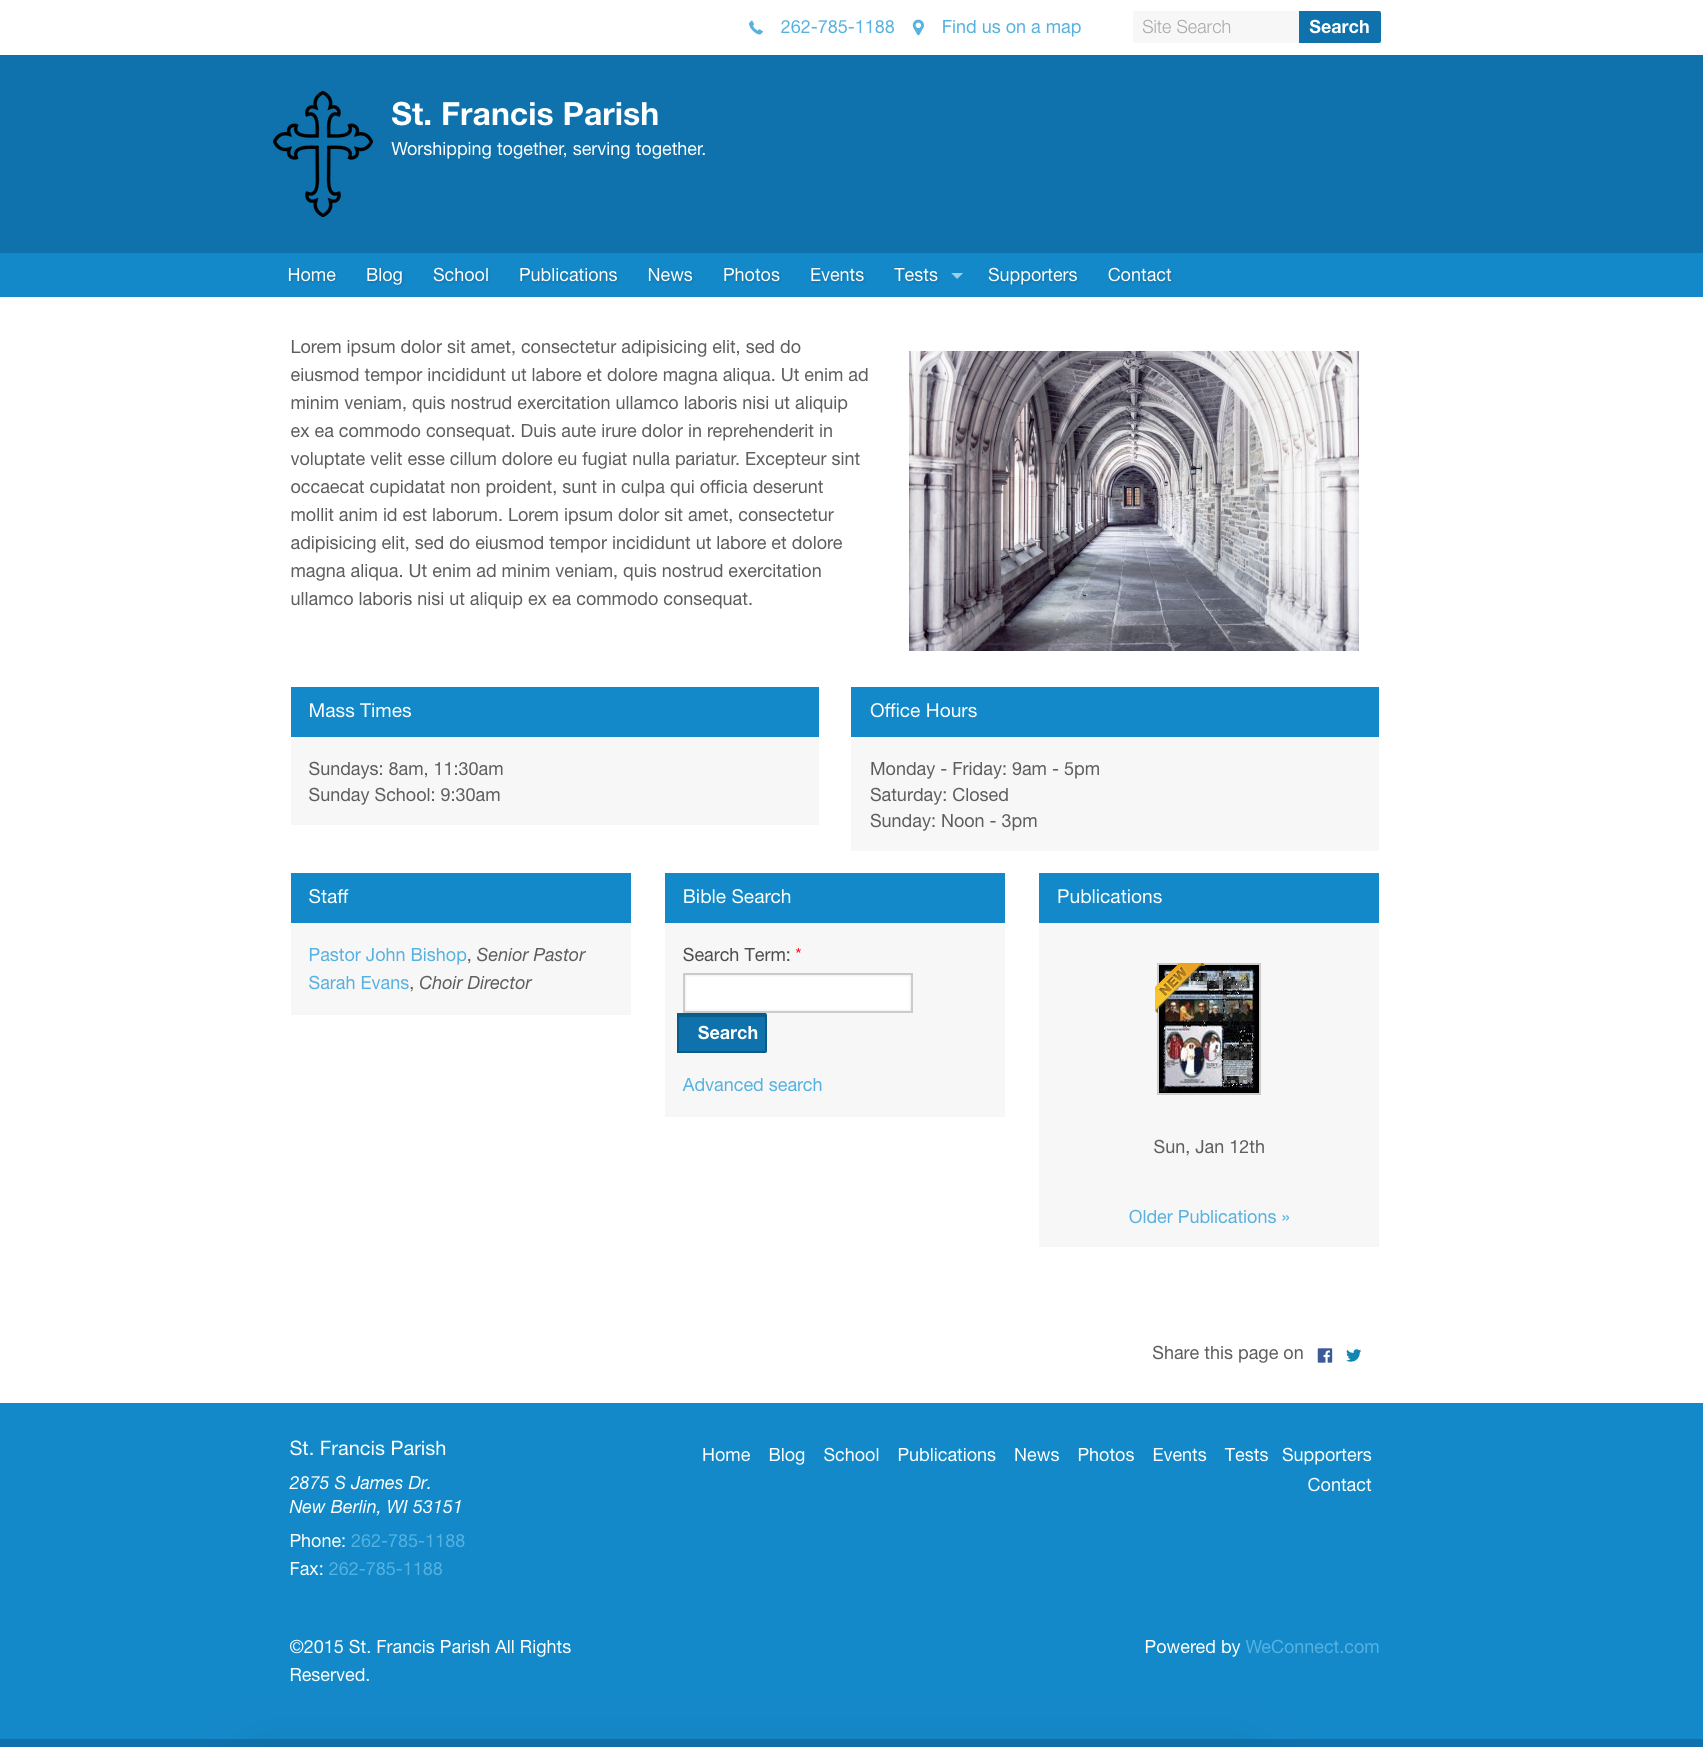 262-785-1188 Find us on a map Site Search Search
St. Francis Parish
Worshipping together, serving together.
Home Blog School Publications News Photos Events Tests Supporters Contact
Lorem ipsum dolor sit amet, consectetur adipisicing elit, sed do
eiusmod tempor incididunt ut labore et dolore magna aliqua. Ut enim ad
minim veniam, quis nostrud exercitation ullamco laboris nisi ut aliquip
ex ea commodo consequat. Duis aute irure dolor in reprehenderit in
voluptate velit esse cillum dolore eu fugiat nulla pariatur. Excepteur sint
occaecat cupidatat non proident, sunt in culpa qui officia deserunt
mollit anim id est laborum. Lorem ipsum dolor sit amet, consectetur
adipisicing elit, sed do eiusmod tempor incididunt ut labore et dolore
magna aliqua. Ut enim ad minim veniam, quis nostrud exercitation
ullamco laboris nisi ut aliquip ex ea commodo consequat.
Mass Times
Sundays: 8am, 11:30am
Sunday School: 9:30am
Office Hours
Monday - Friday: 9am - 5pm
Saturday: Closed
Sunday: Noon - 3pm
Staff
Pastor John Bishop, Senior Pastor
Sarah Evans, Choir Director
Bible Search
Search Term: *
Search
Advanced search
Publications
NEW
Sun, Jan 12th
Older Publications »
Share this page on
St. Francis Parish
2875 S James Dr.
New Berlin, WI 53151
Phone: 262-785-1188
Fax: 262-785-1188
Home Blog School Publications News Photos Events Tests Supporters
Contact
©2015 St. Francis Parish All Rights
Reserved.
Powered by WeConnect.com